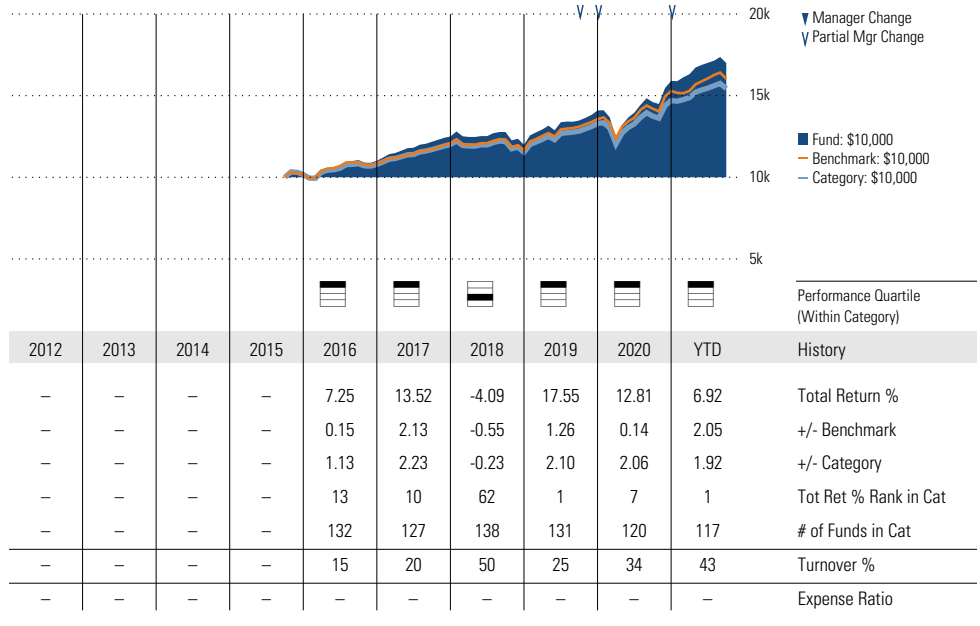 20k
Manager Change
Partial Mgr Change
15k
Fund: $10,000
Benchmark: $10,000
Category: $10,000
10k
5k
Performance Quartile
(Within Category)
2012 2013 2014 2015 2016 2017 2018 2019 2020 YTD History
– – – – 7.25 13.52 -4.09 17.55 12.81 6.92 Total Return %
– – – – 0.15 2.13 -0.55 1.26 0.14 2.05 +/- Benchmark
– – – – 1.13 2.23 -0.23 2.10 2.06 1.92 +/- Category
– – – – 13 10 62 1 7 1 Tot Ret % Rank in Cat
– – – – 132 127 138 131 120 117 # of Funds in Cat
– – – – 15 20 50 25 34 43 Turnover %
– – – – – – – – – – Expense Ratio